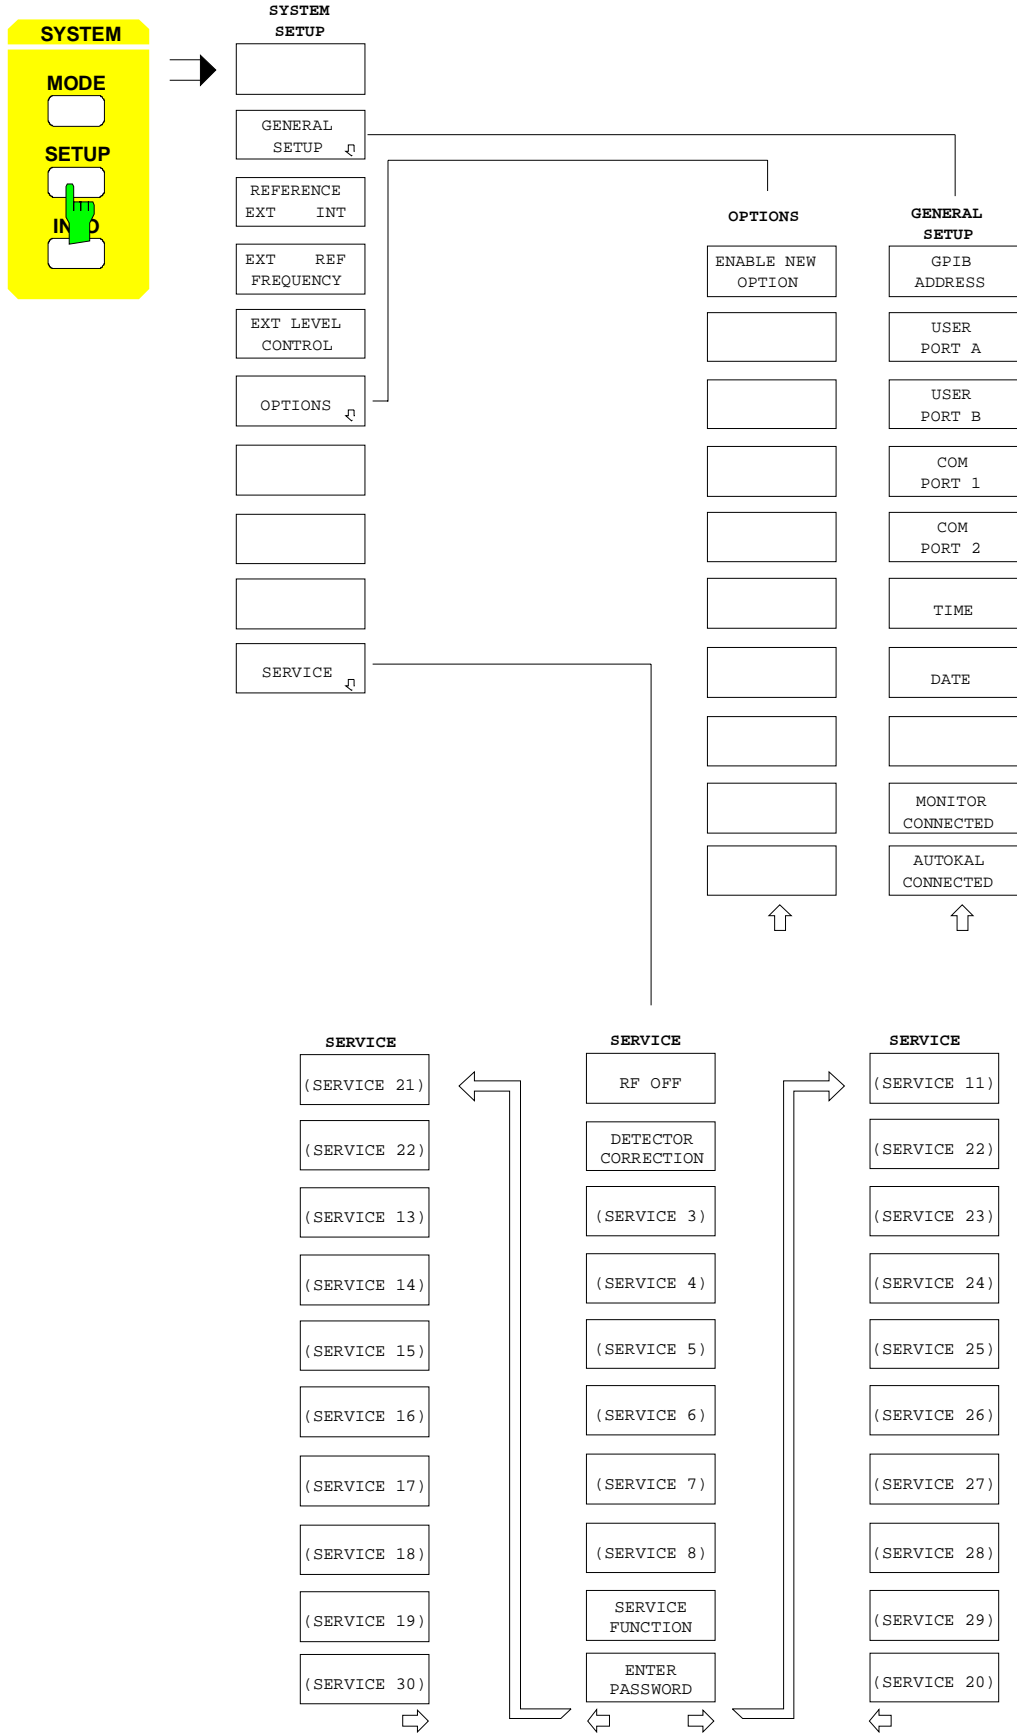 SYSTEM
MODE
SETUP
INFO
SYSTEM
SETUP
GENERAL
SETUP
REFERENCE
EXT INT
EXT REF
FREQUENCY
EXT LEVEL
CONTROL
OPTIONS
SERVICE
OPTIONS
ENABLE NEW
OPTION
GENERAL
SETUP
GPIB
ADDRESS
USER
PORT A
USER
PORT B
COM
PORT 1
COM
PORT 2
TIME
DATE
MONITOR
CONNECTED
AUTOKAL
CONNECTED
SERVICE
(SERVICE 21)
(SERVICE 22)
(SERVICE 13)
(SERVICE 14)
(SERVICE 15)
(SERVICE 16)
(SERVICE 17)
(SERVICE 18)
(SERVICE 19)
(SERVICE 30)
SERVICE
RF OFF
DETECTOR
CORRECTION
(SERVICE 3)
(SERVICE 4)
(SERVICE 5)
(SERVICE 6)
(SERVICE 7)
(SERVICE 8)
SERVICE
FUNCTION
ENTER
PASSWORD
SERVICE
(SERVICE 11)
(SERVICE 22)
(SERVICE 23)
(SERVICE 24)
(SERVICE 25)
(SERVICE 26)
(SERVICE 27)
(SERVICE 28)
(SERVICE 29)
(SERVICE 20)